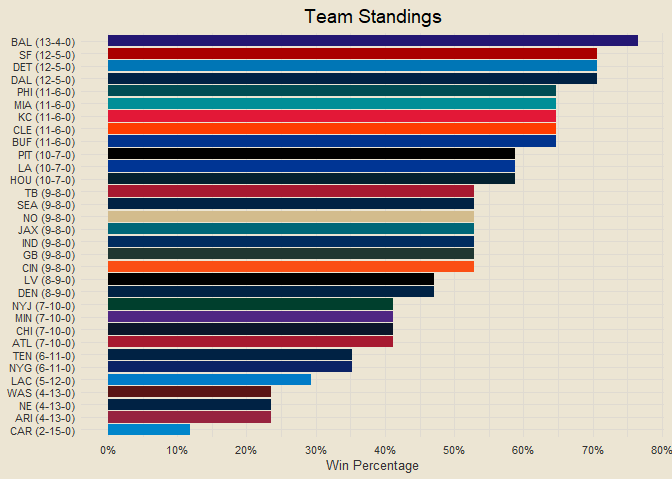 Team Standings
BAL (13-4-0)
SF (12-5-0)
DET (12-5-0)
DAL (12-5-0)
PHI (11-6-0)
MIA (11-6-0)
KC (11-6-0)
CLE (11-6-0)
BUF (11-6-0)
PIT (10-7-0)
LA (10-7-0)
HOU (10-7-0)
TB (9-8-0)
SEA (9-8-0)
NO (9-8-0)
JAX (9-8-0)
IND (9-8-0)
GB (9-8-0)
CIN (9-8-0)
LV (8-9-0)
DEN (8-9-0)
NYJ (7-10-0)
MIN (7-10-0)
CHI (7-10-0)
ATL (7-10-0)
TEN (6-11-0)
NYG (6-11-0)
LAC (5-12-0)
WAS (4-13-0)
NE (4-13-0)
ARI (4-13-0)
CAR (2-15-0)
0% 10% 20% 30% 40% 50% 60% 70% 80%
Win Percentage